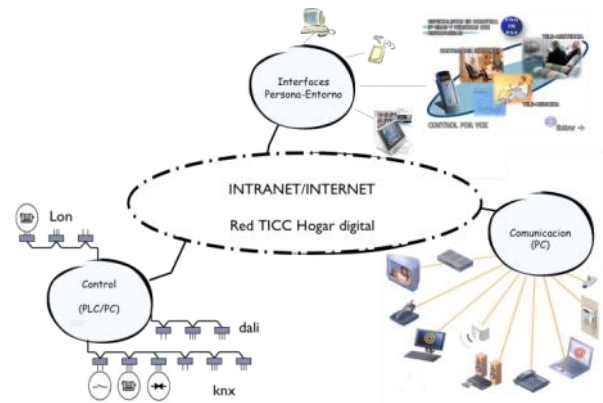 Interfaces
Persona-Entorno
CONTROL POR VOZ
INTRANET/INTERNET
Red TICC Hogar digital
Lon
Comunicacion
(PC)
Control
(PLC/PC)
dali
knx